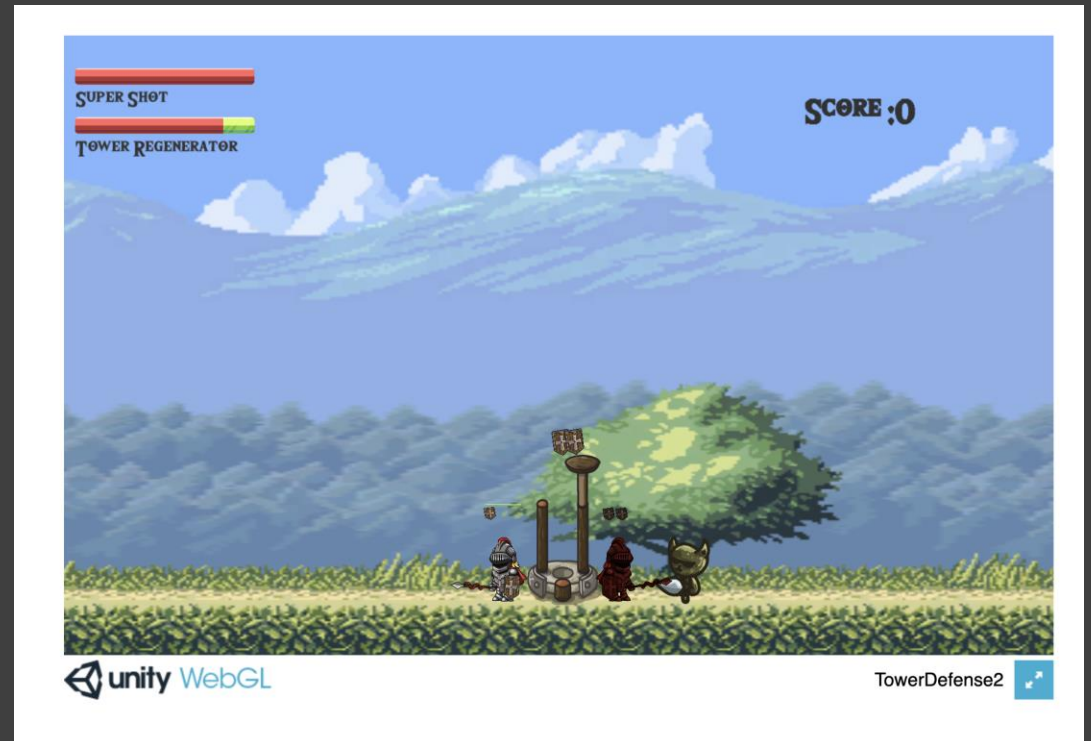 Super Shot
Score :0
Tower Regenerator
unity WebGL
TowerDefense2